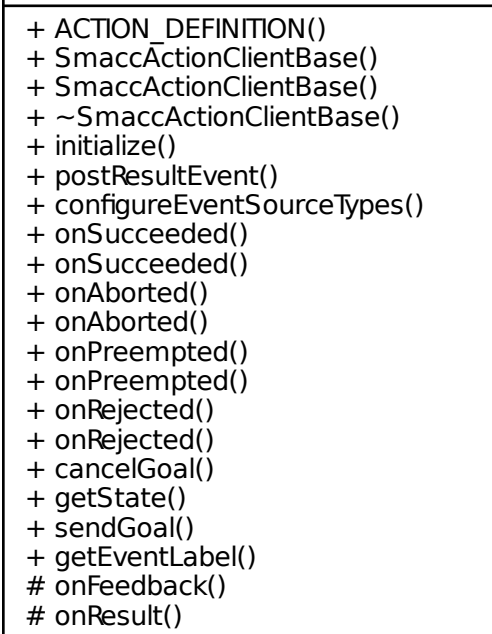 + ACTION_DEFINITION()
+ SmaccActionClientBase()
+ SmaccActionClientBase()
+ ~SmaccActionClientBase()
+ initialize()
+ postResultEvent()
+ configureEventSourceTypes()
+ onSucceeded()
+ onSucceeded()
+ onAborted()
+ onAborted()
+ onPreempted()
+ onPreempted()
+ onRejected()
+ onRejected()
+ cancelGoal()
+ getState()
+ sendGoal()
+ getEventLabel()
# onFeedback()
# onResult()